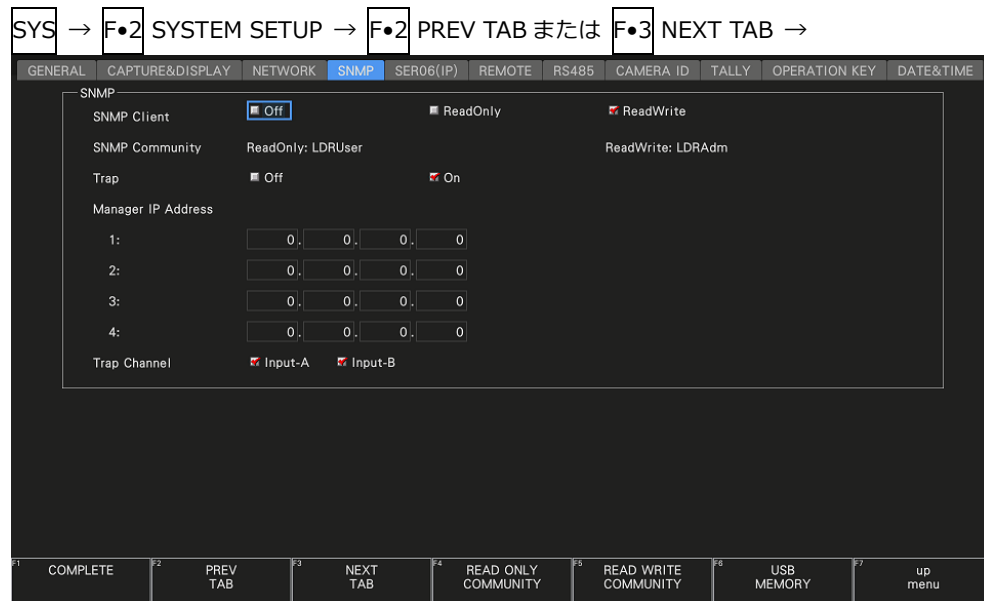 SYS → F•2 SYSTEM SETUP → F•2 PREV TAB または F•3 NEXT TAB →
GENERAL CAPTURE&DISPLAY NETWORK SNMP SER06(IP) REMOTE RS485 CAMERA ID TALLY OPERATION KEY DATE&TIME
SNMP
SNMP Client Off ReadOnly ReadWrite
SNMP Community ReadOnly: LDRUser ReadWrite: LDRAdm
Trap Off On
Manager IP Address
1: 0. 0. 0. 0
2: 0. 0. 0. 0
3: 0. 0. 0. 0
4: 0. 0. 0. 0
Trap Channel Input-A Input-B
F1 COMPLETE F2 PREV TAB F3 NEXT TAB F4 READ ONLY COMMUNITY F5 READ WRITE COMMUNITY F6 USB MEMORY F7 up menu